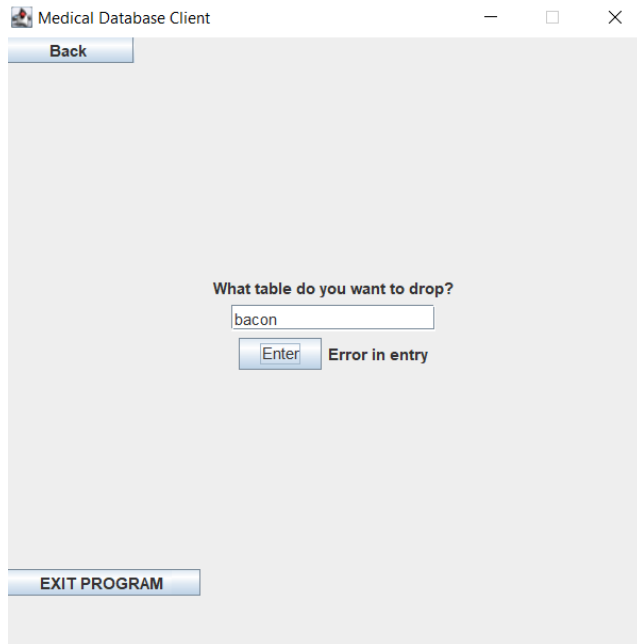 Medical Database Client
Back
What table do you want to drop?
bacon
Enter Error in entry
EXIT PROGRAM